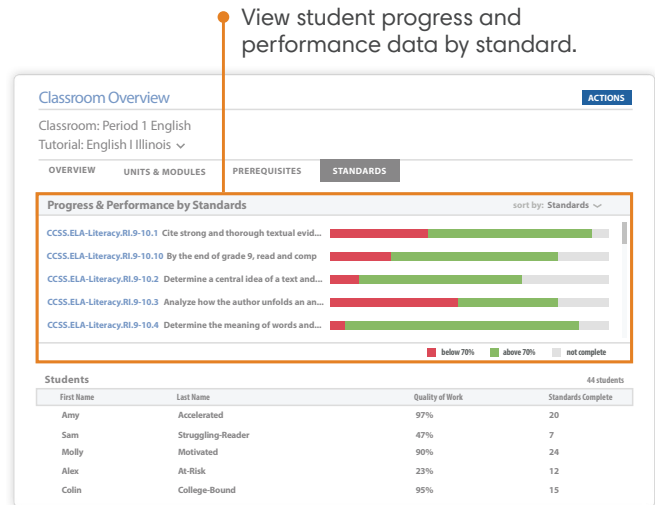 View student progress and
performance data by standard.
Classroom Overview
ACTIONS
Classroom: Period 1 English
Tutorial: English I Illinois
OVERVIEW UNITS & MODULES PREREQUISITES STANDARDS
Progress & Performance by Standards sort by: Standards
CCSS.ELA-Literacy.RI.9-10.1 Cite strong and thorough textual evid...
CCSS.ELA-Literacy.RI.9-10.10 By the end of grade 9, read and comp
CCSS.ELA-Literacy.RI.9-10.2 Determine a central idea of a text and...
CCSS.ELA-Literacy.RI.9-10.3 Analyze how the author unfolds an an...
CCSS.ELA-Literacy.RI.9-10.4 Determine the meaning of words and...
below 70% above 70% not complete
Students 44 students
First Name Last Name Quality of Work Standards Complete
Amy Accelerated 97% 20
Sam Struggling-Reader 47% 7
Molly Motivated 90% 24
Alex At-Risk 23% 12
Colin College-Bound 95% 15